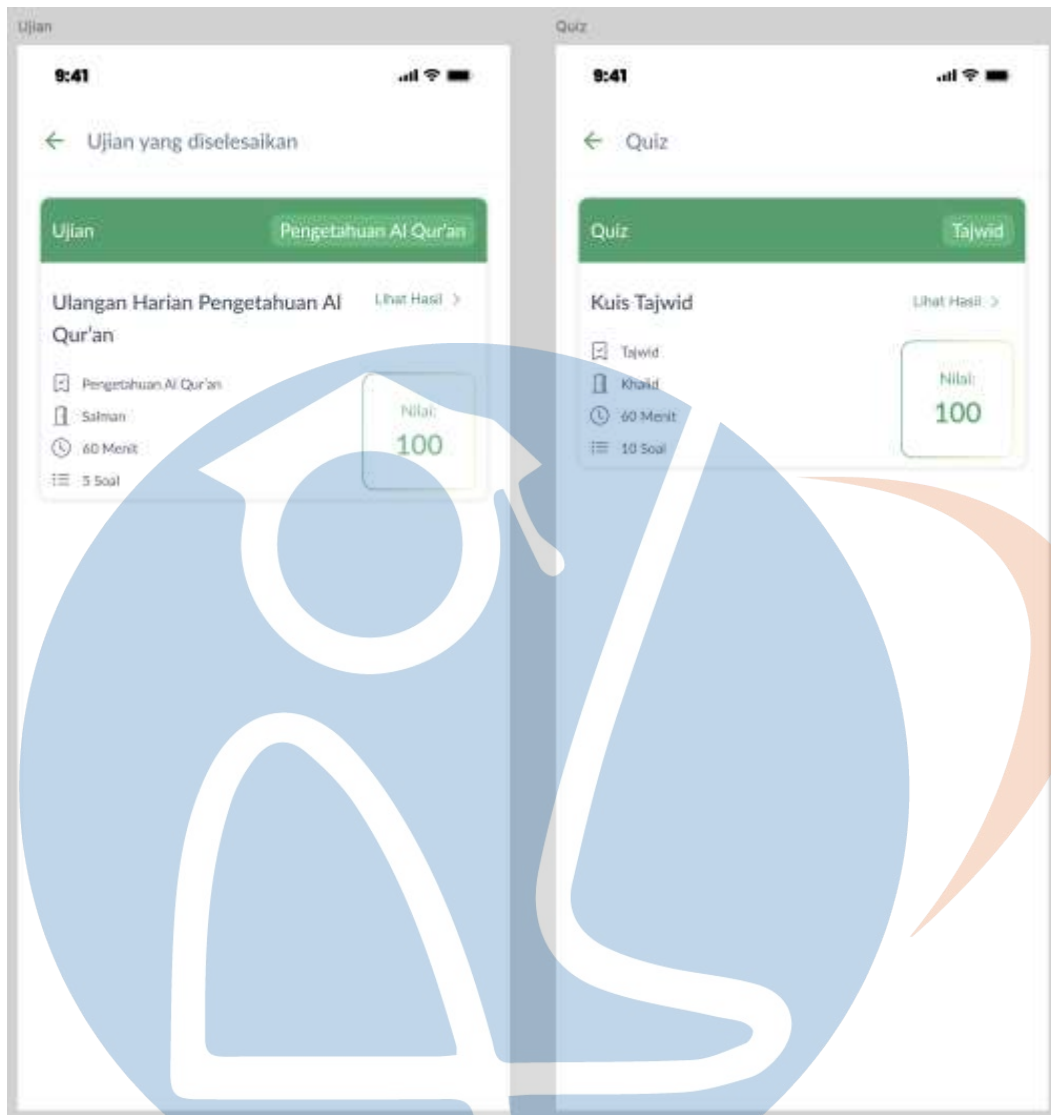 Ujian
9:41
Ujian yang diselesaikan
Ujian
Pengetahuan Al Qur'an
Ulangan Harian Pengetahuan Al
Qur'an
Lihat Hasil >
Pengetahuan Al Qur'an
Salman
60 Menit
5 Soal
Nilai:
100
Quiz
9:41
Quiz
Quiz
Tajwid
Kuis Tajwid
Lihat Hasil >
Tajwid
Khalid
60 Menit
10 Soal
Nilai:
100